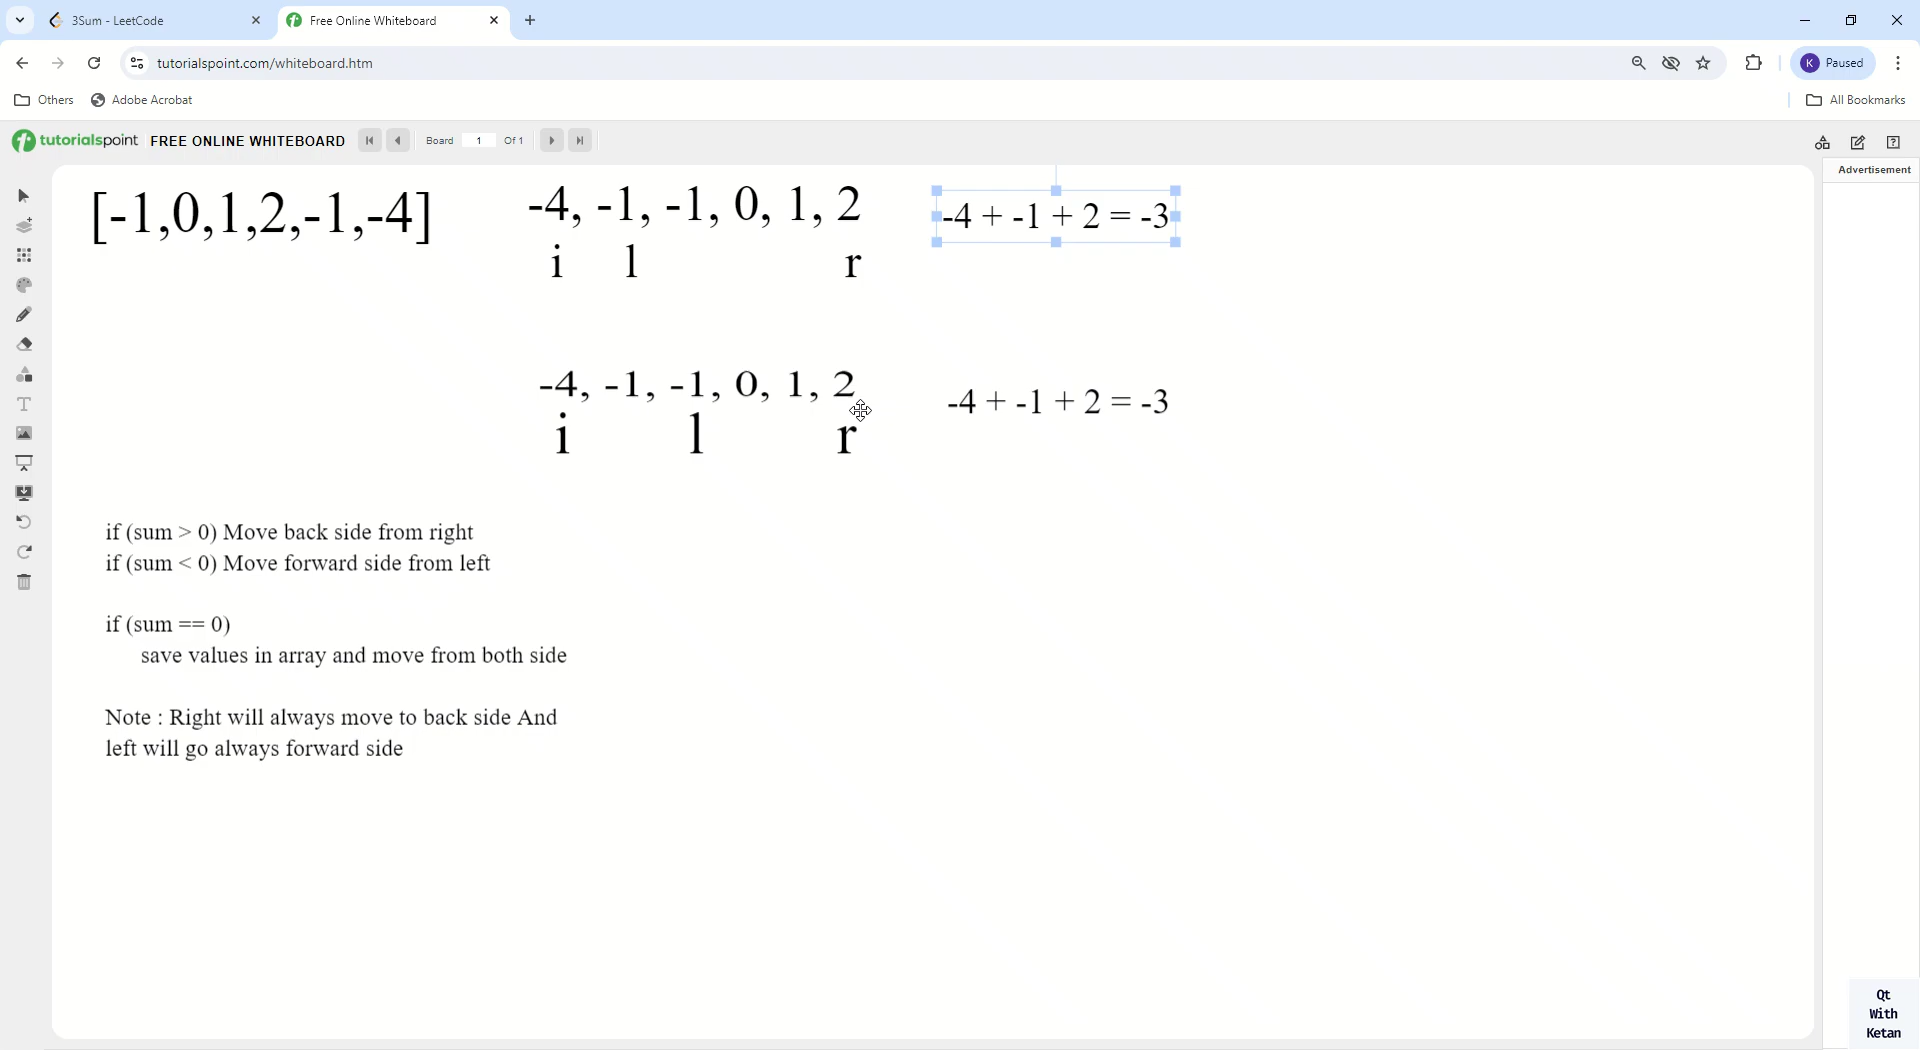 3Sum - LeetCode
Free Online Whiteboard
tutorialspoint.com/whiteboard.htm
K Paused
Others
Adobe Acrobat
All Bookmarks
tutorialspoint FREE ONLINE WHITEBOARD
Board 1 Of 1
Advertisement
[-1,0,1,2,-1,-4]
-4, -1, -1, 0, 1, 2
-4 + -1 + 2 = -3
i l r
-4, -1, -1, 0, 1, 2
-4 + -1 + 2 = -3
i l r
if (sum > 0) Move back side from right
if (sum < 0) Move forward side from left
if (sum == 0)
save values in array and move from both side
Note : Right will always move to back side And
left will go always forward side
Qt
With
Ketan